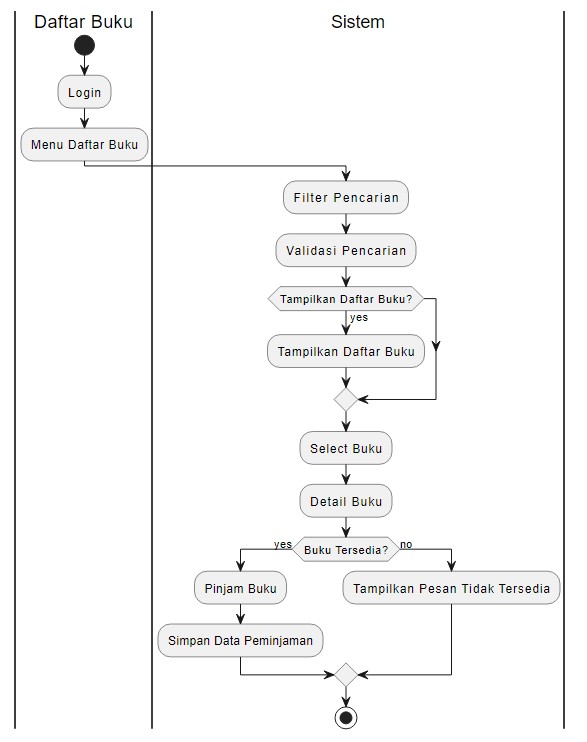 Daftar Buku
Sistem
Login
Menu Daftar Buku
Filter Pencarian
Validasi Pencarian
Tampilkan Daftar Buku?
yes
Tampilkan Daftar Buku
Select Buku
Detail Buku
yes
Buku Tersedia?
no
Pinjam Buku
Tampilkan Pesan Tidak Tersedia
Simpan Data Peminjaman